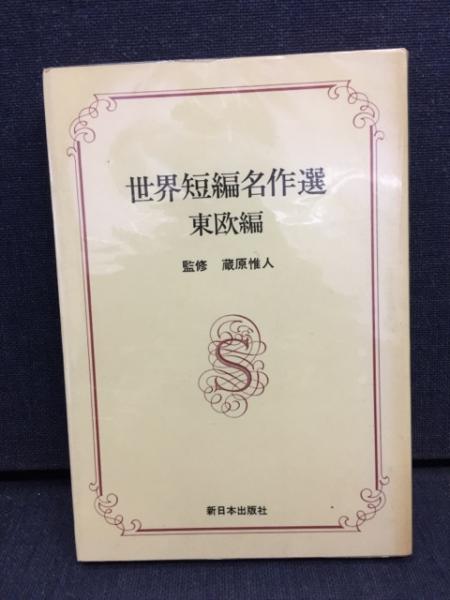 世界短編名作選
東欧編
監修 蔵原惟人
S
新日本出版社